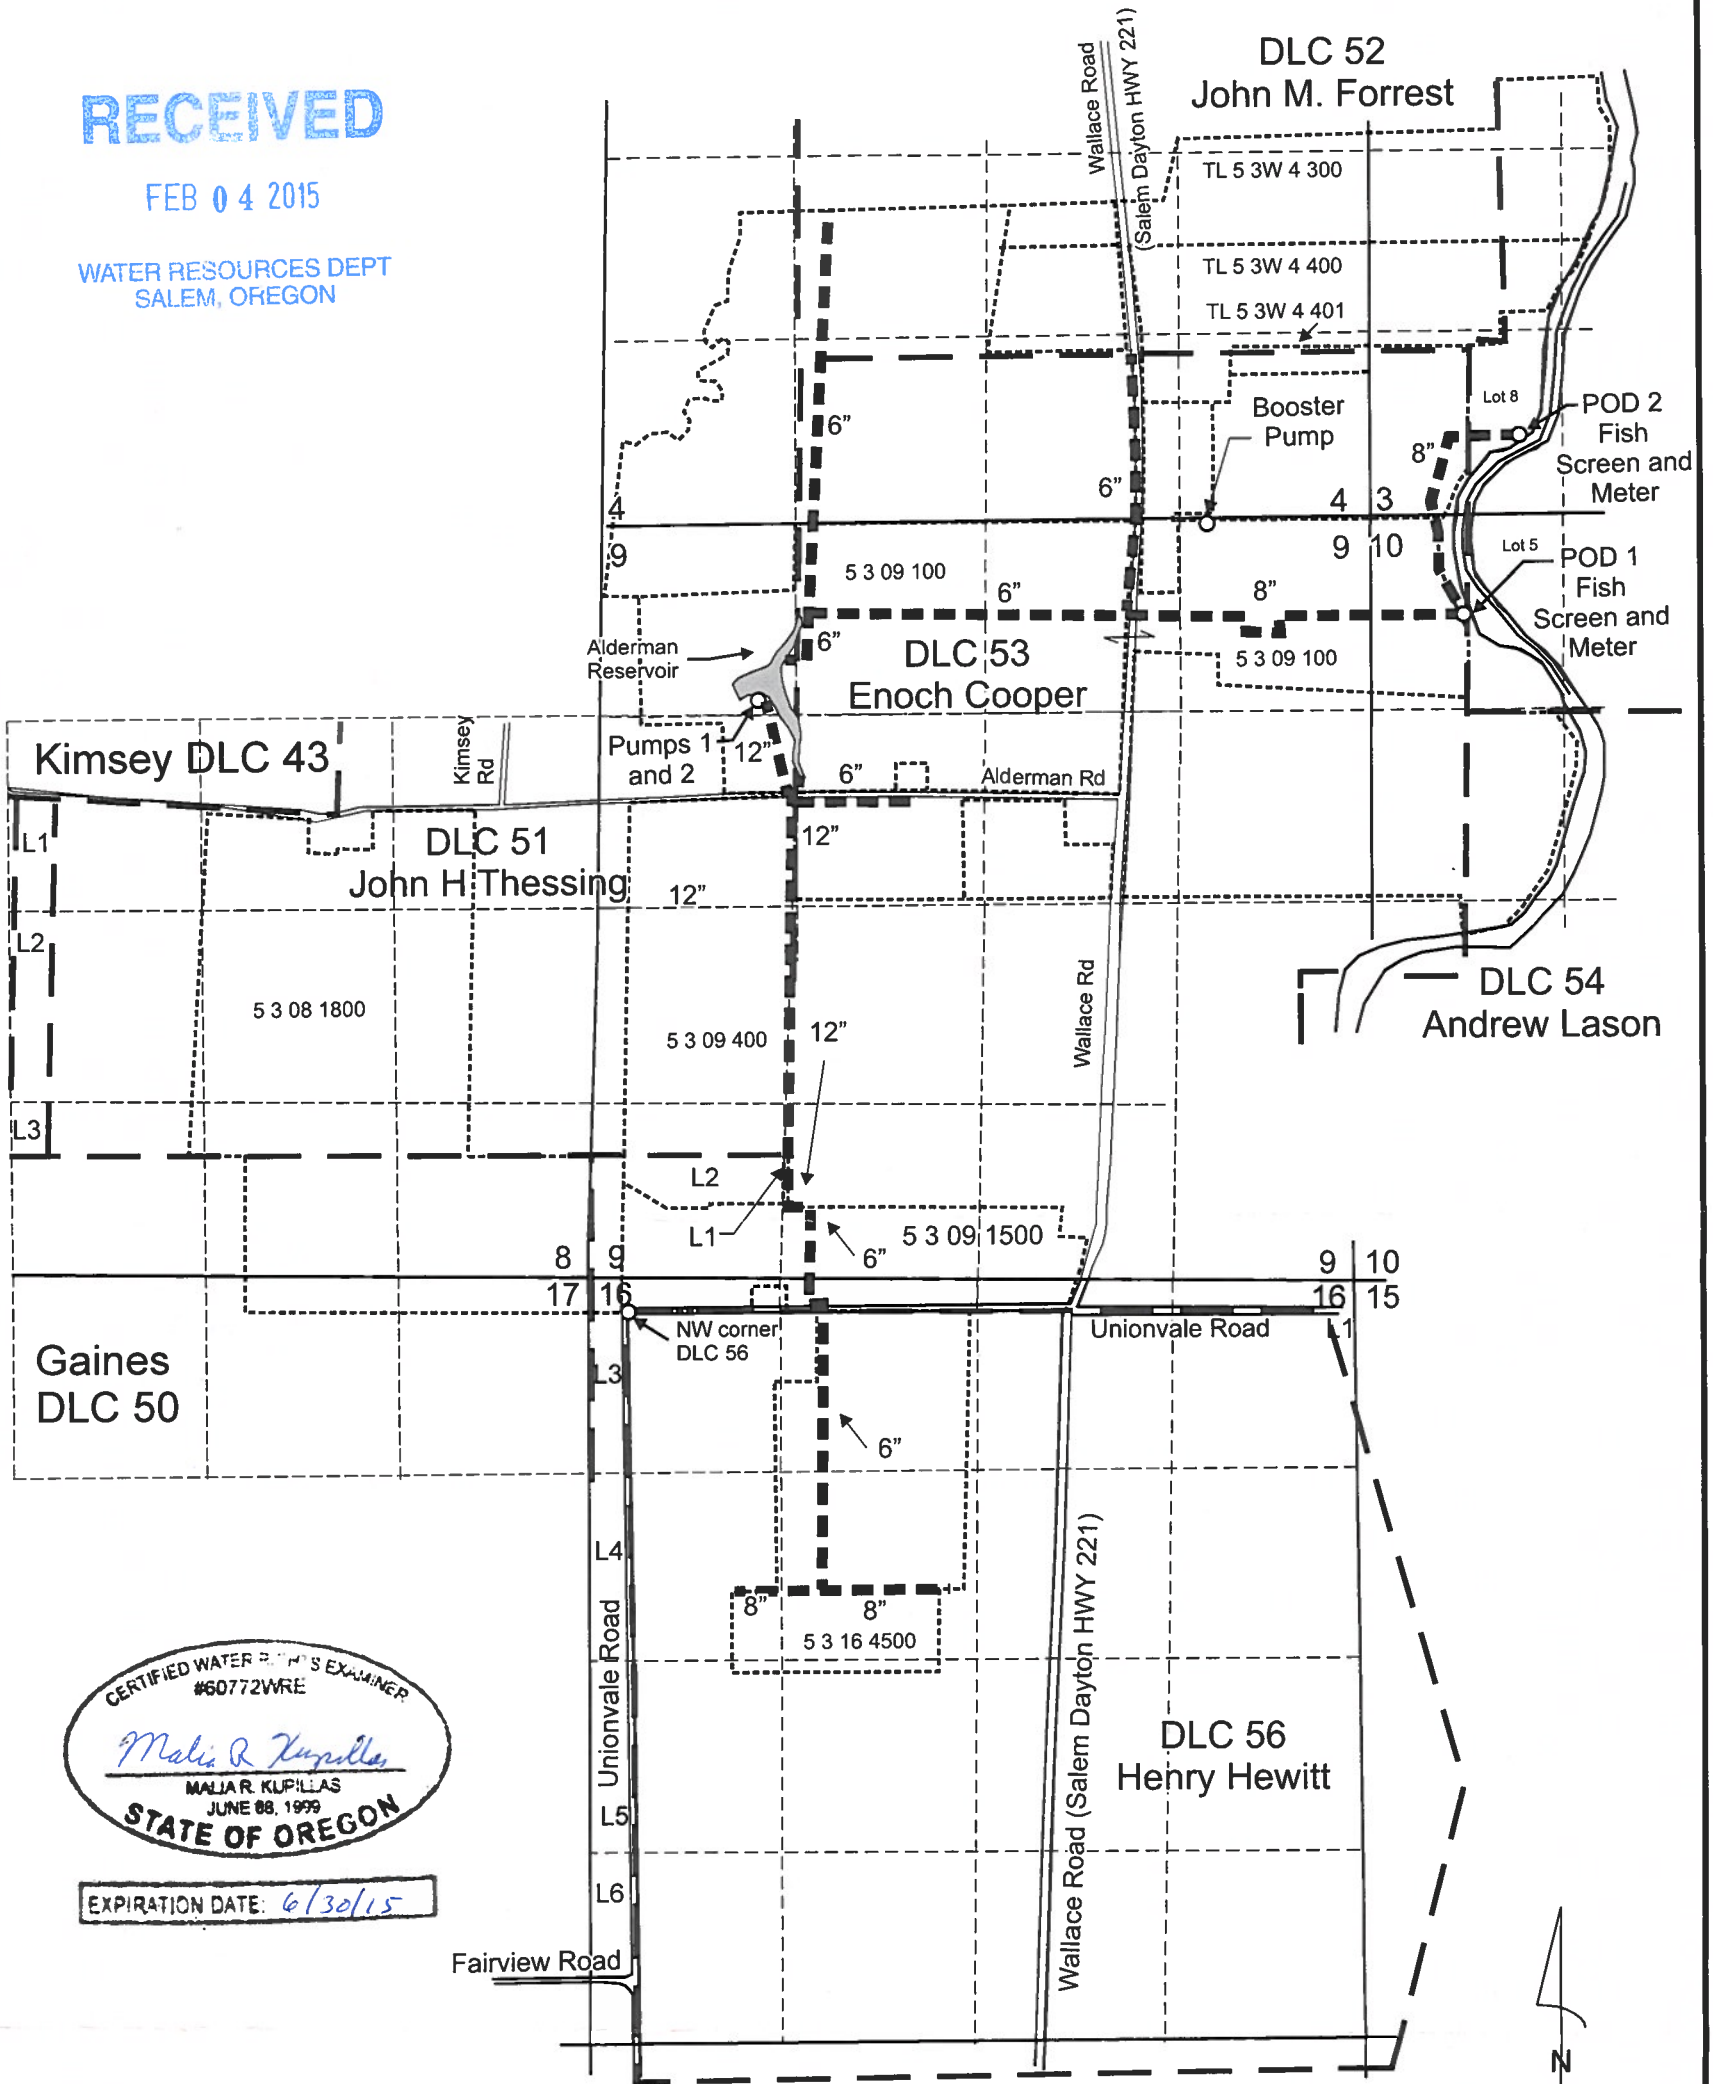 RECEIVED
FEB 04 2015
WATER RESOURCES DEPT
SALEM, OREGON
DLC 52
John M. Forrest
Wallace Road
(Salem Dayton HWY 221)
TL 5 3W 4 300
TL 5 3W 4 400
TL 5 3W 4 401
Lot 8
POD 2
Fish
Screen and
Meter
Booster
Pump
6”
6”
8”
4
4 3
9
9 10
Lot 5
POD 1
Fish
Screen and
Meter
5 3 09 100
6”
8”
6”
Alderman
Reservoir
DLC 53
Enoch Cooper
5 3 09 100
Kimsey DLC 43
Kimsey
Rd
Pumps 1
and 2
12”
6”
Alderman Rd
L1
DLC 51
John H Thessing
12”
12”
L2
5 3 08 1800
5 3 09 400
12”
Wallace Rd
DLC 54
Andrew Lason
L3
L2
L1
6”
5 3 09 1500
8 9
17 16
9 10
16 15
NW corner
DLC 56
Unionvale Road
L1
Gaines
DLC 50
L3
6”
L4
8”
8”
5 3 16 4500
Unionvale Road
Wallace Road (Salem Dayton HWY 221)
DLC 56
Henry Hewitt
L5
L6
Fairview Road
CERTIFIED WATER EXAMINER
#60772WRE
Malia R Kupillas
MALIA R. KUPILLAS
JUNE 1999
STATE OF OREGON
EXPIRATION DATE: 6/30/15
N